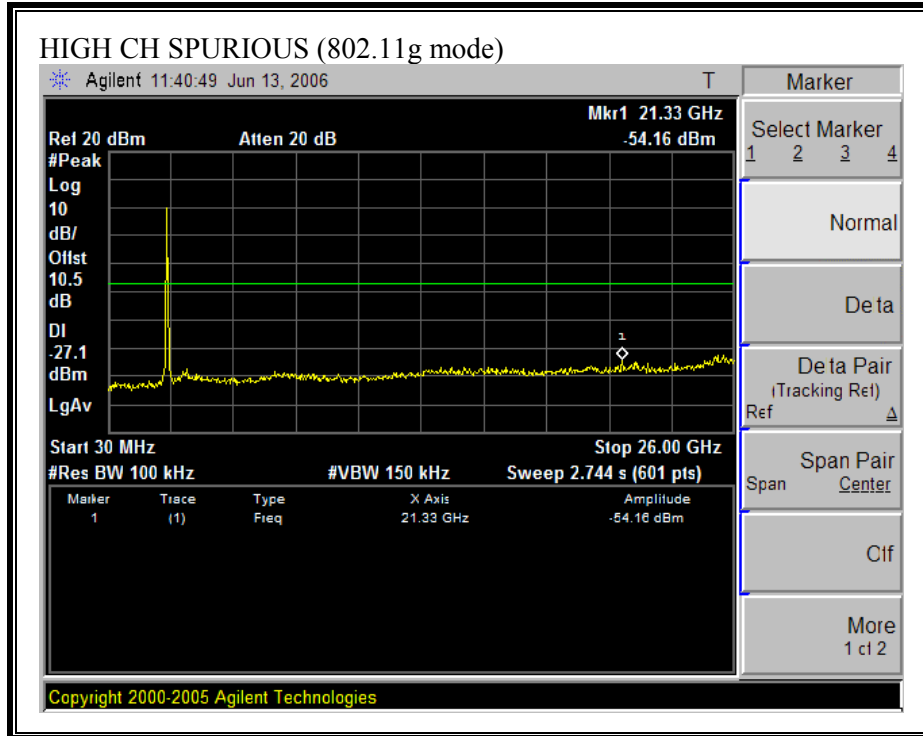 HIGH CH SPURIOUS (802.11g mode)
Agilent 11:40:49 Jun 13, 2006 T
Marker
Mkr1 21.33 GHz
Ref 20 dBm Atten 20 dB -54.16 dBm
#Peak
Log
10
dB/
Offst
10.5
dB
DI
-27.1
dBm
LgAv
1
Start 30 MHz Stop 26.00 GHz
#Res BW 100 kHz #VBW 150 kHz Sweep 2.744 s (601 pts)
Marker Trace Type X Axis Amplitude
1 (1) Freq 21.33 GHz -54.16 dBm
Select Marker
1 2 3 4
Normal
Delta
Delta Pair
(Tracking Ref)
Ref Δ
Span Pair
Span Center
Off
More
1 of 2
Copyright 2000-2005 Agilent Technologies